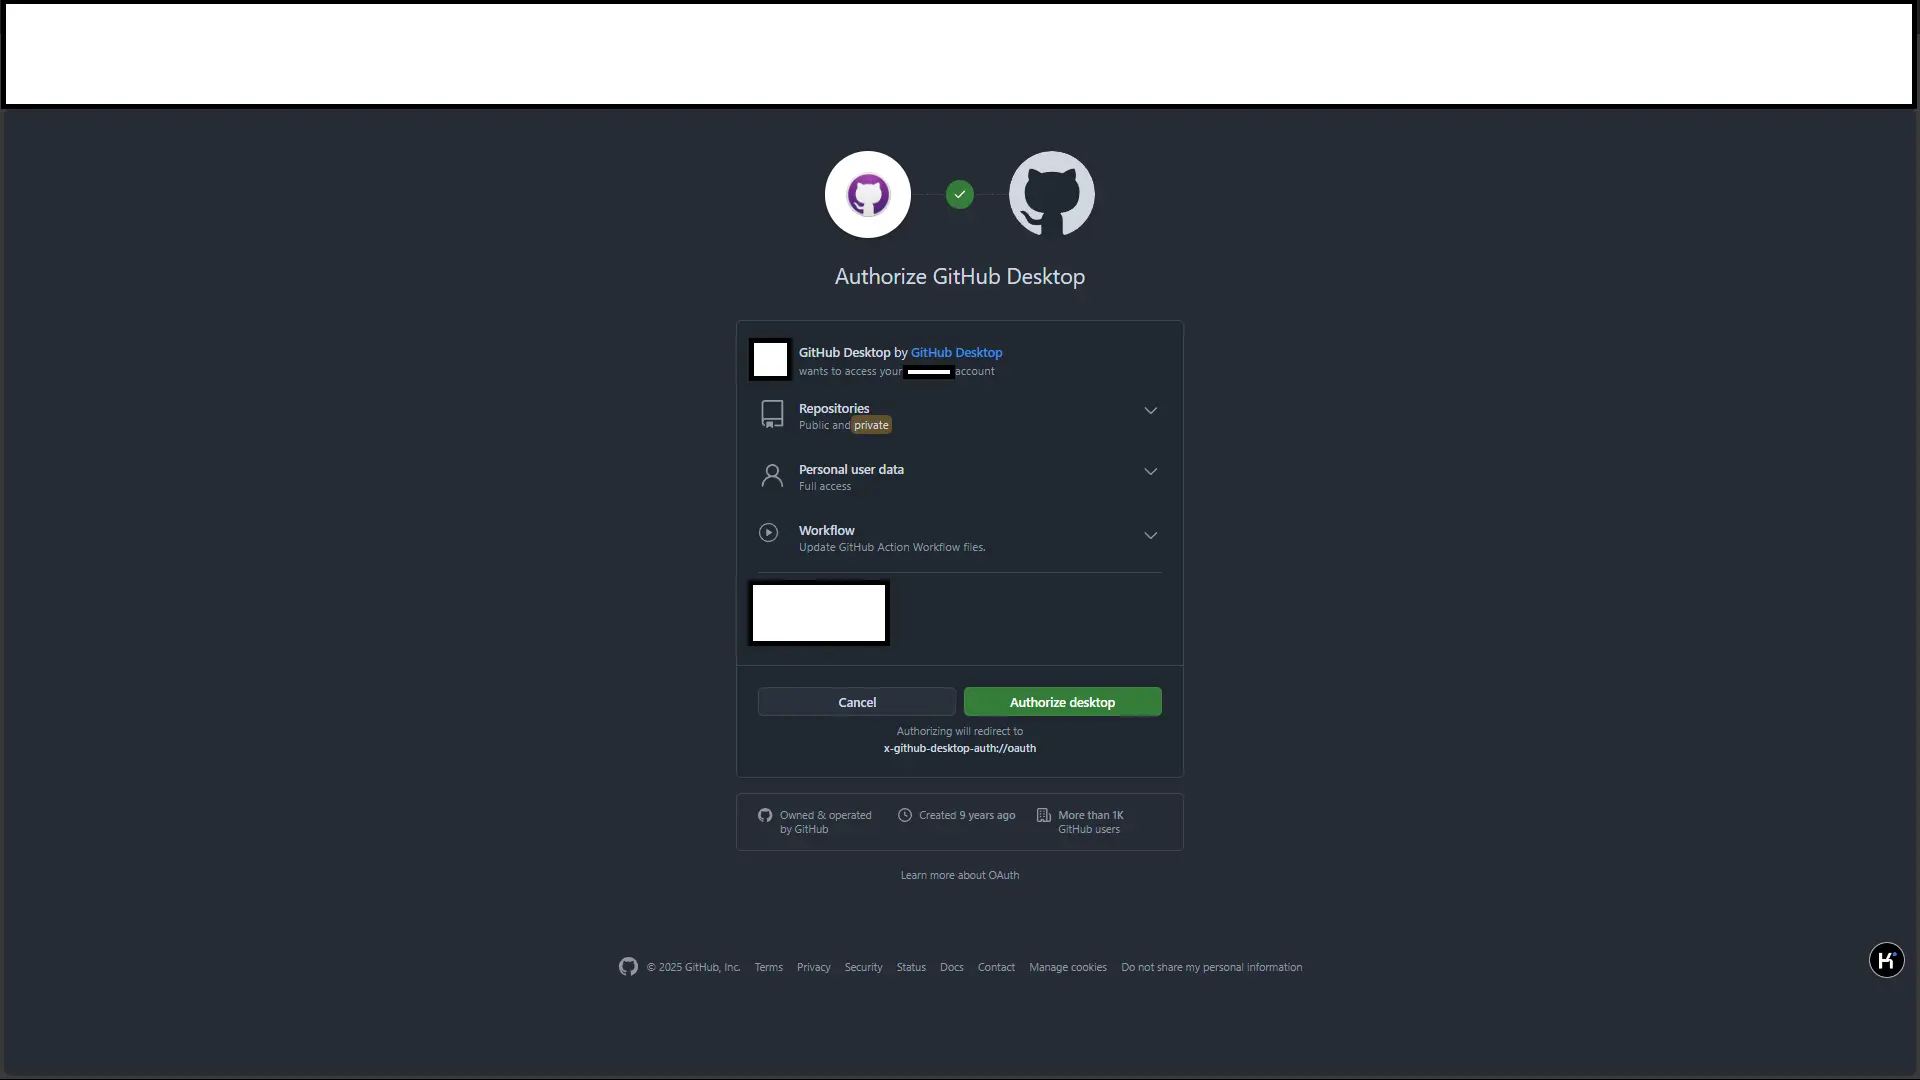 Authorize GitHub Desktop
GitHub Desktop by GitHub Desktop
wants to access your account
Repositories
Public and private
Personal user data
Full access
Workflow
Update GitHub Action Workflow files.
Cancel
Authorize desktop
Authorizing will redirect to
x-github-desktop-auth://oauth
Owned & operated
by GitHub
Created 9 years ago
More than 1K
GitHub users
Learn more about OAuth
© 2025 GitHub, Inc. Terms Privacy Security Status Docs Contact Manage cookies Do not share my personal information
K